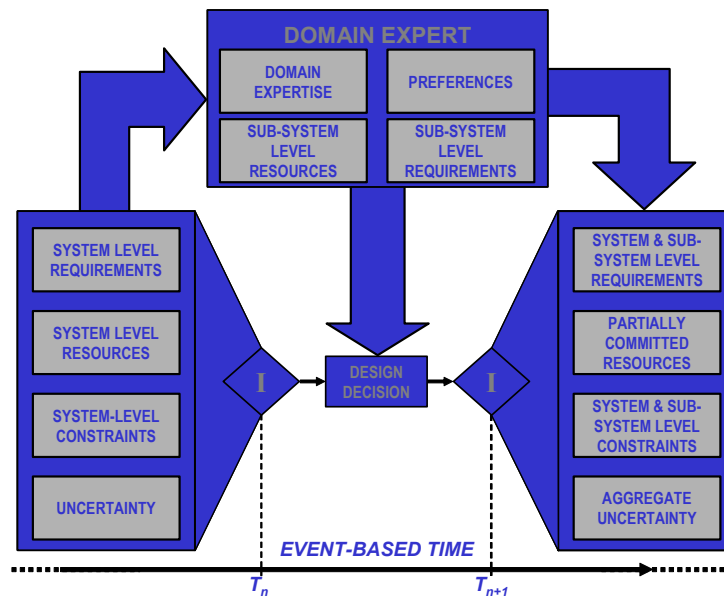 DOMAIN EXPERT
DOMAIN
EXPERTISE
PREFERENCES
SUB-SYSTEM
LEVEL
RESOURCES
SUB-SYSTEM
LEVEL
REQUIREMENTS
SYSTEM LEVEL
REQUIREMENTS
SYSTEM LEVEL
RESOURCES
SYSTEM-LEVEL
CONSTRAINTS
UNCERTAINTY
I
DESIGN
DECISION
I
SYSTEM & SUB-
SYSTEM LEVEL
REQUIREMENTS
PARTIALLY
COMMITTED
RESOURCES
SYSTEM & SUB-
SYSTEM LEVEL
CONSTRAINTS
AGGREGATE
UNCERTAINTY
EVENT-BASED TIME
Tn
Tn+1